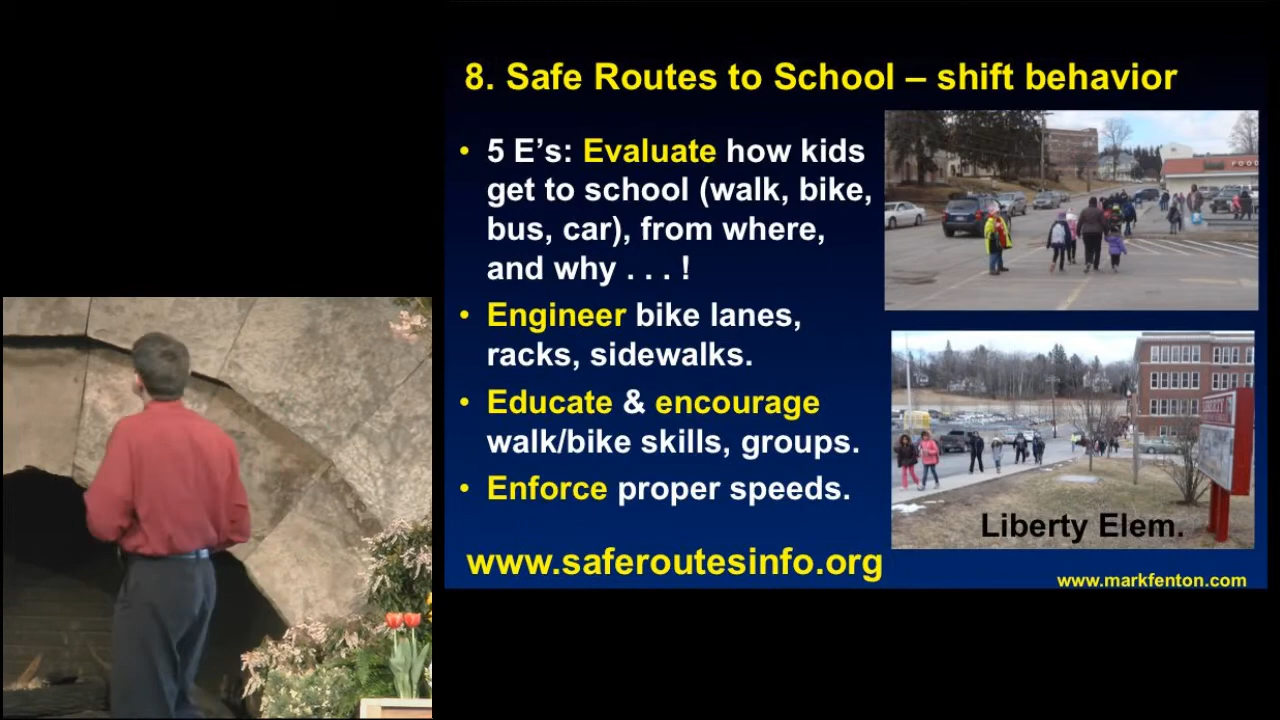 8. Safe Routes to School – shift behavior
• 5 E's: Evaluate how kids
get to school (walk, bike,
bus, car), from where,
and why . . . !
• Engineer bike lanes,
racks, sidewalks.
• Educate & encourage
walk/bike skills, groups.
• Enforce proper speeds.
www.saferoutesinfo.org
FOOD
LIBERTY
Liberty Elem.
www.markfenton.com